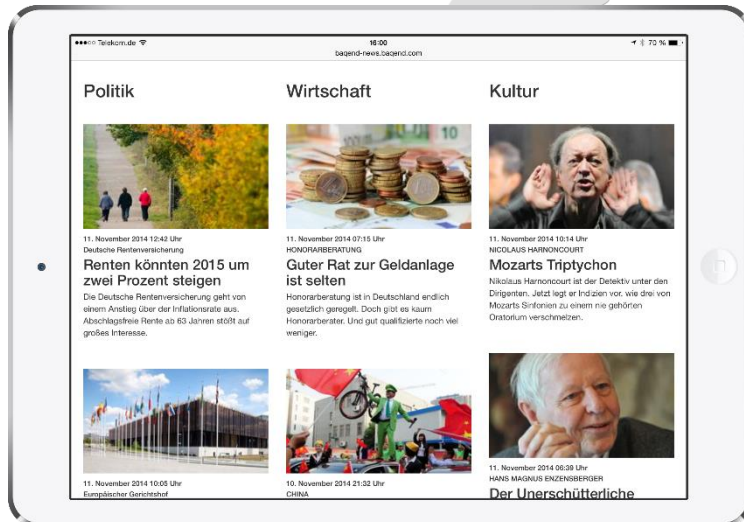 ●●●○○ Telekom.de
16:00
70 %
baqend-news.baqend.com
Politik
Wirtschaft
Kultur
11. November 2014 12:42 Uhr
Deutsche Rentenversicherung
Renten könnten 2015 um
zwei Prozent steigen
Die Deutsche Rentenversicherung geht von
einem Anstieg über der Inflationsrate aus.
Abschlagsfreie Rente ab 63 Jahren stößt auf
großes Interesse.
11. November 2014 10:05 Uhr
Europäischer Gerichtshof
10
11. November 2014 07:15 Uhr
HONORARBERATUNG
Guter Rat zur Geldanlage
ist selten
Honorarberatung ist in Deutschland endlich
gesetzlich geregelt. Doch gibt es kaum
Honorarberater. Und gut qualifizierte noch viel
weniger.
10. November 2014 21:32 Uhr
CHINA
11. November 2014 10:14 Uhr
NICOLAUS HARNONCOURT
Mozarts Triptychon
Nikolaus Harnoncourt ist der Detektiv unter den
Dirigenten. Jetzt legt er Indizien vor, wie drei von
Mozarts Sinfonien zu einem nie gehörten
Oratorium verschmelzen.
11. November 2014 06:39 Uhr
HANS MAGNUS ENZENSBERGER
Der Unerschütterliche